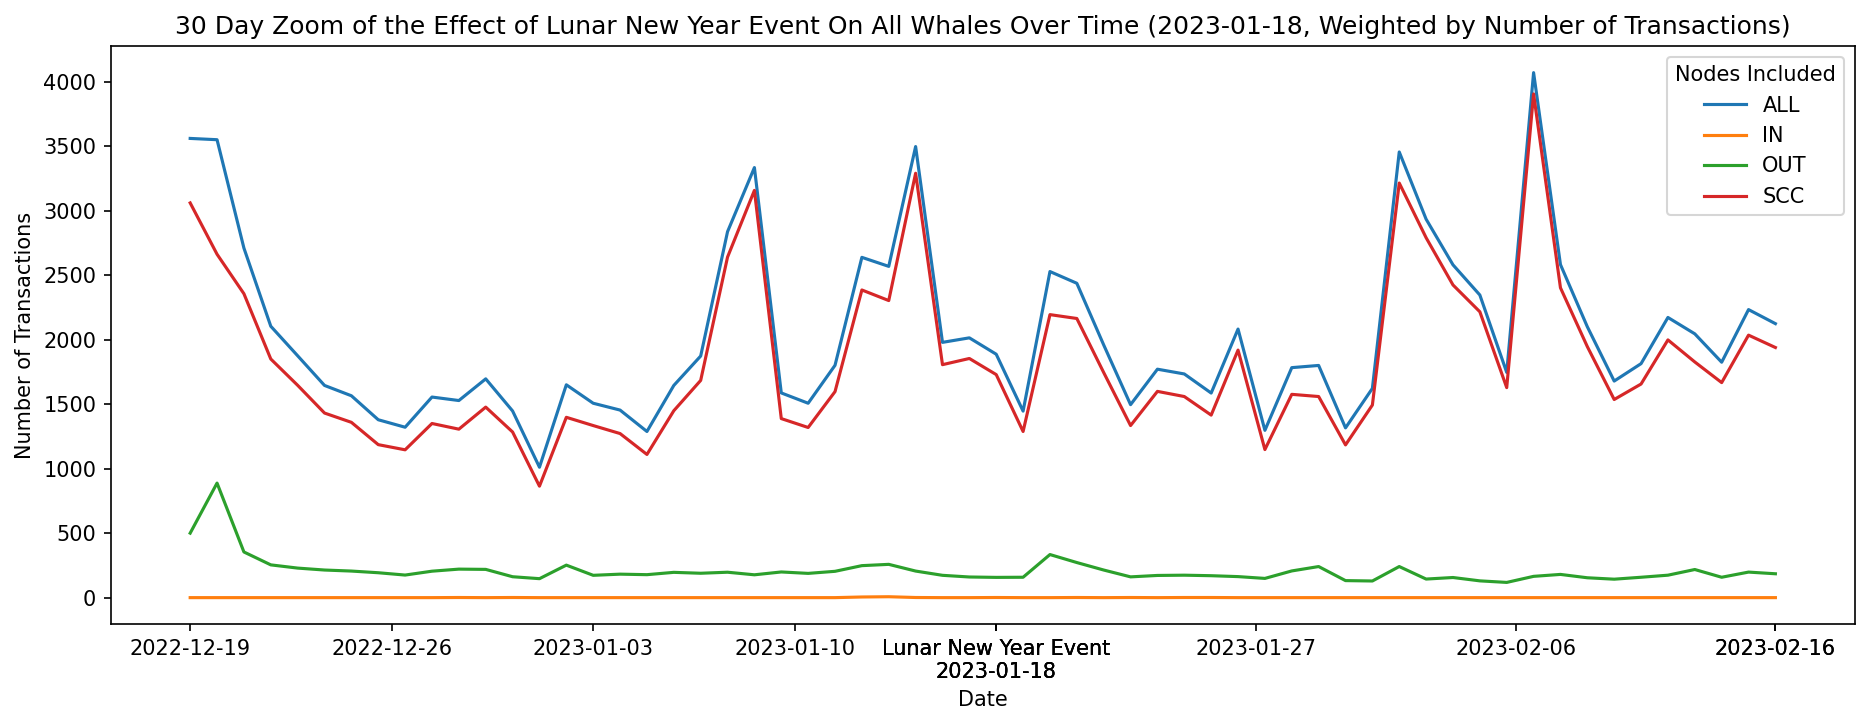 30 Day Zoom of the Effect of Lunar New Year Event On All Whales Over Time (2023-01-18, Weighted by Number of Transactions)
Nodes Included
ALL
IN
OUT
SCC
Number of Transactions
4000
3500
3000
2500
2000
1500
1000
500
0
2022-12-19
2022-12-26
2023-01-03
2023-01-10
Lunar New Year Event
2023-01-18
2023-01-27
2023-02-06
2023-02-16
Date